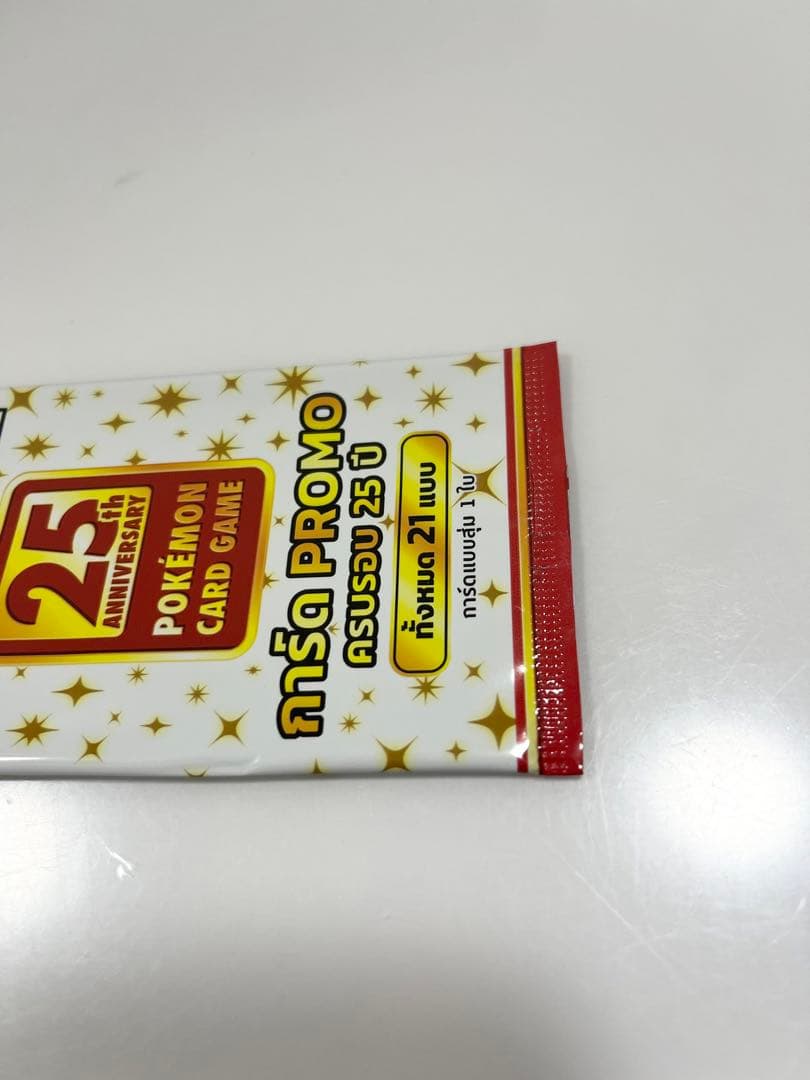 25th
ANNIVERSARY
POKÉMON
CARD GAME
การ์ด PROMO
ครบรอบ 25 ปี
ทั้งหมด 21 แบบ
การ์ดแบบสุ่ม 1 ใบ